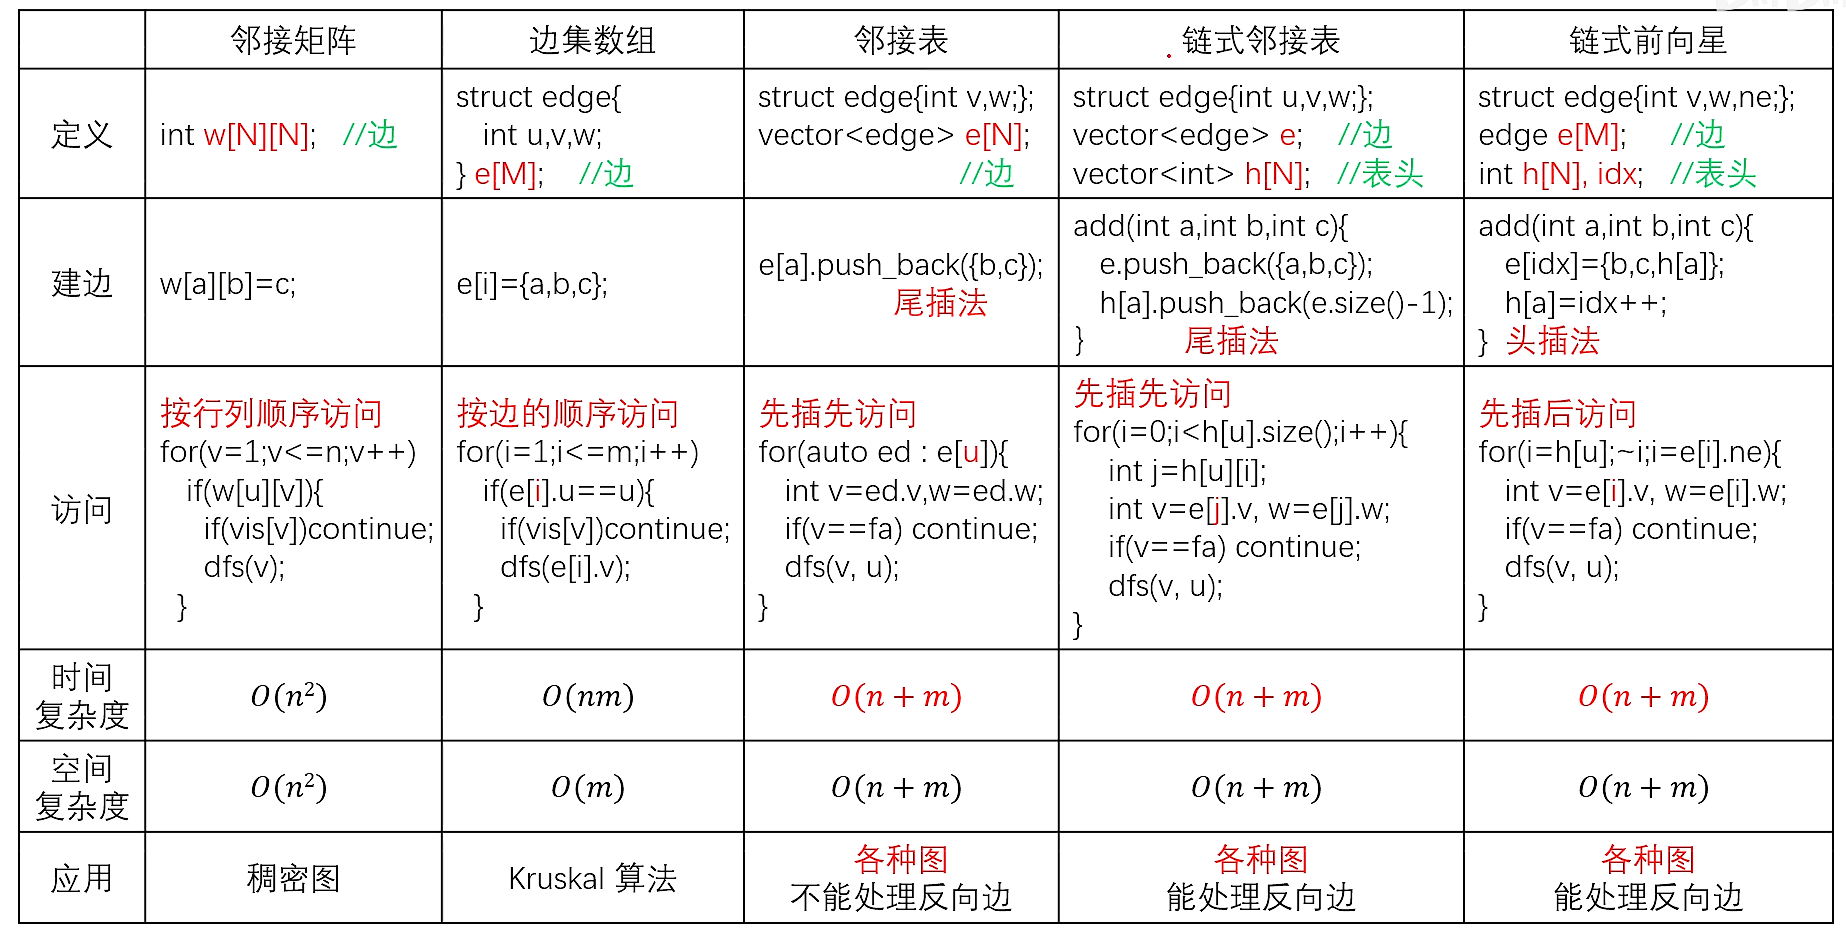 邻接矩阵 边集数组 邻接表 链式邻接表 链式前向星
定义
int w[N][N]; //边
struct edge{
int u,v,w;
} e[M]; //边
struct edge{int v,w;};
vector<edge> e[N];
//边
struct edge{int u,v,w;};
vector<edge> e; //边
vector<int> h[N]; //表头
struct edge{int v,w,ne;};
edge e[M]; //边
int h[N], idx; //表头
建边
w[a][b]=c;
e[i]={a,b,c};
e[a].push_back({b,c});
尾插法
add(int a,int b,int c){
e.push_back({a,b,c});
h[a].push_back(e.size()-1);
} 尾插法
add(int a,int b,int c){
e[idx]={b,c,h[a]};
h[a]=idx++;
} 头插法
访问
按行列顺序访问
for(v=1;v<=n;v++)
if(w[u][v]){
if(vis[v])continue;
dfs(v);
}
按边的顺序访问
for(i=1;i<=m;i++)
if(e[i].u==u){
if(vis[v])continue;
dfs(e[i].v);
}
先插先访问
for(auto ed : e[u]){
int v=ed.v,w=ed.w;
if(v==fa) continue;
dfs(v, u);
}
先插先访问
for(i=0;i<h[u].size();i++){
int j=h[u][i];
int v=e[j].v, w=e[j].w;
if(v==fa) continue;
dfs(v, u);
}
先插后访问
for(i=h[u];~i;i=e[i].ne){
int v=e[i].v, w=e[i].w;
if(v==fa) continue;
dfs(v, u);
}
时间
复杂度
O(n²) O(nm) O(n + m) O(n + m) O(n + m)
空间
复杂度
O(n²) O(m) O(n + m) O(n + m) O(n + m)
应用
稠密图
Kruskal 算法
各种图
不能处理反向边
各种图
能处理反向边
各种图
能处理反向边